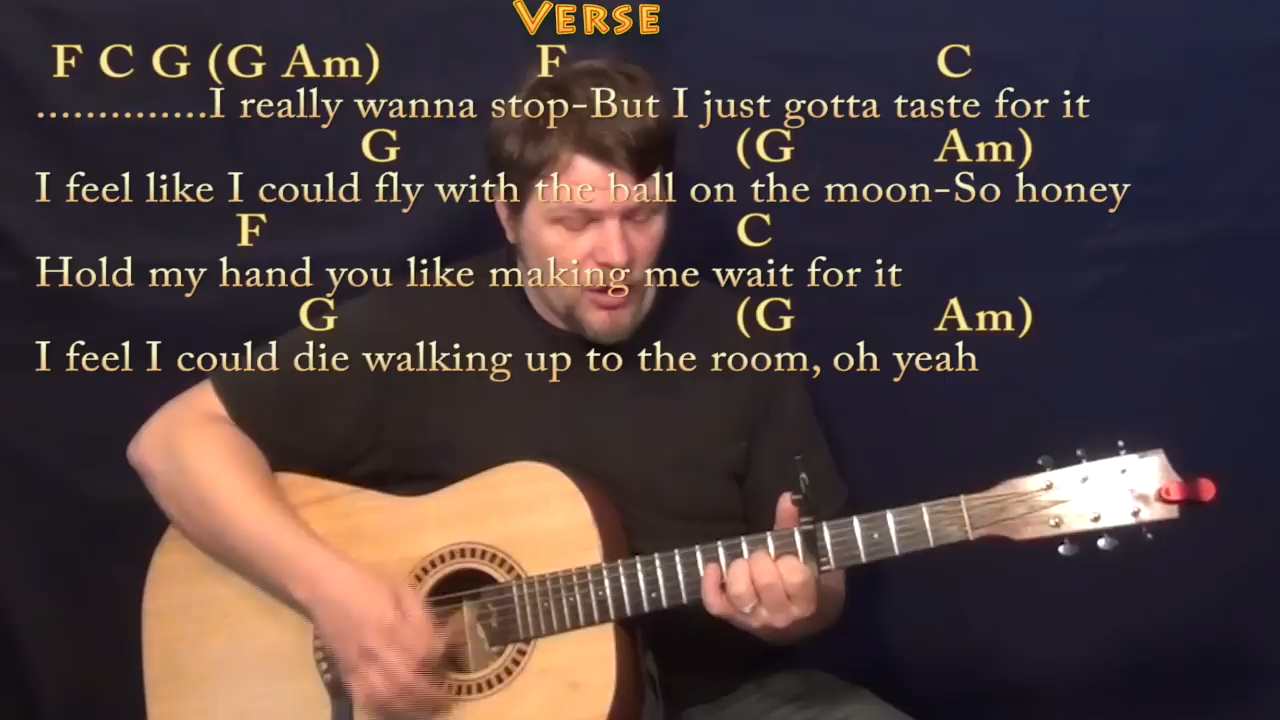 VERSE
F C G (G Am) F C
..............I really wanna stop-But I just gotta taste for it
G (G Am)
I feel like I could fly with the ball on the moon-So honey
F C
Hold my hand you like making me wait for it
G (G Am)
I feel I could die walking up to the room, oh yeah